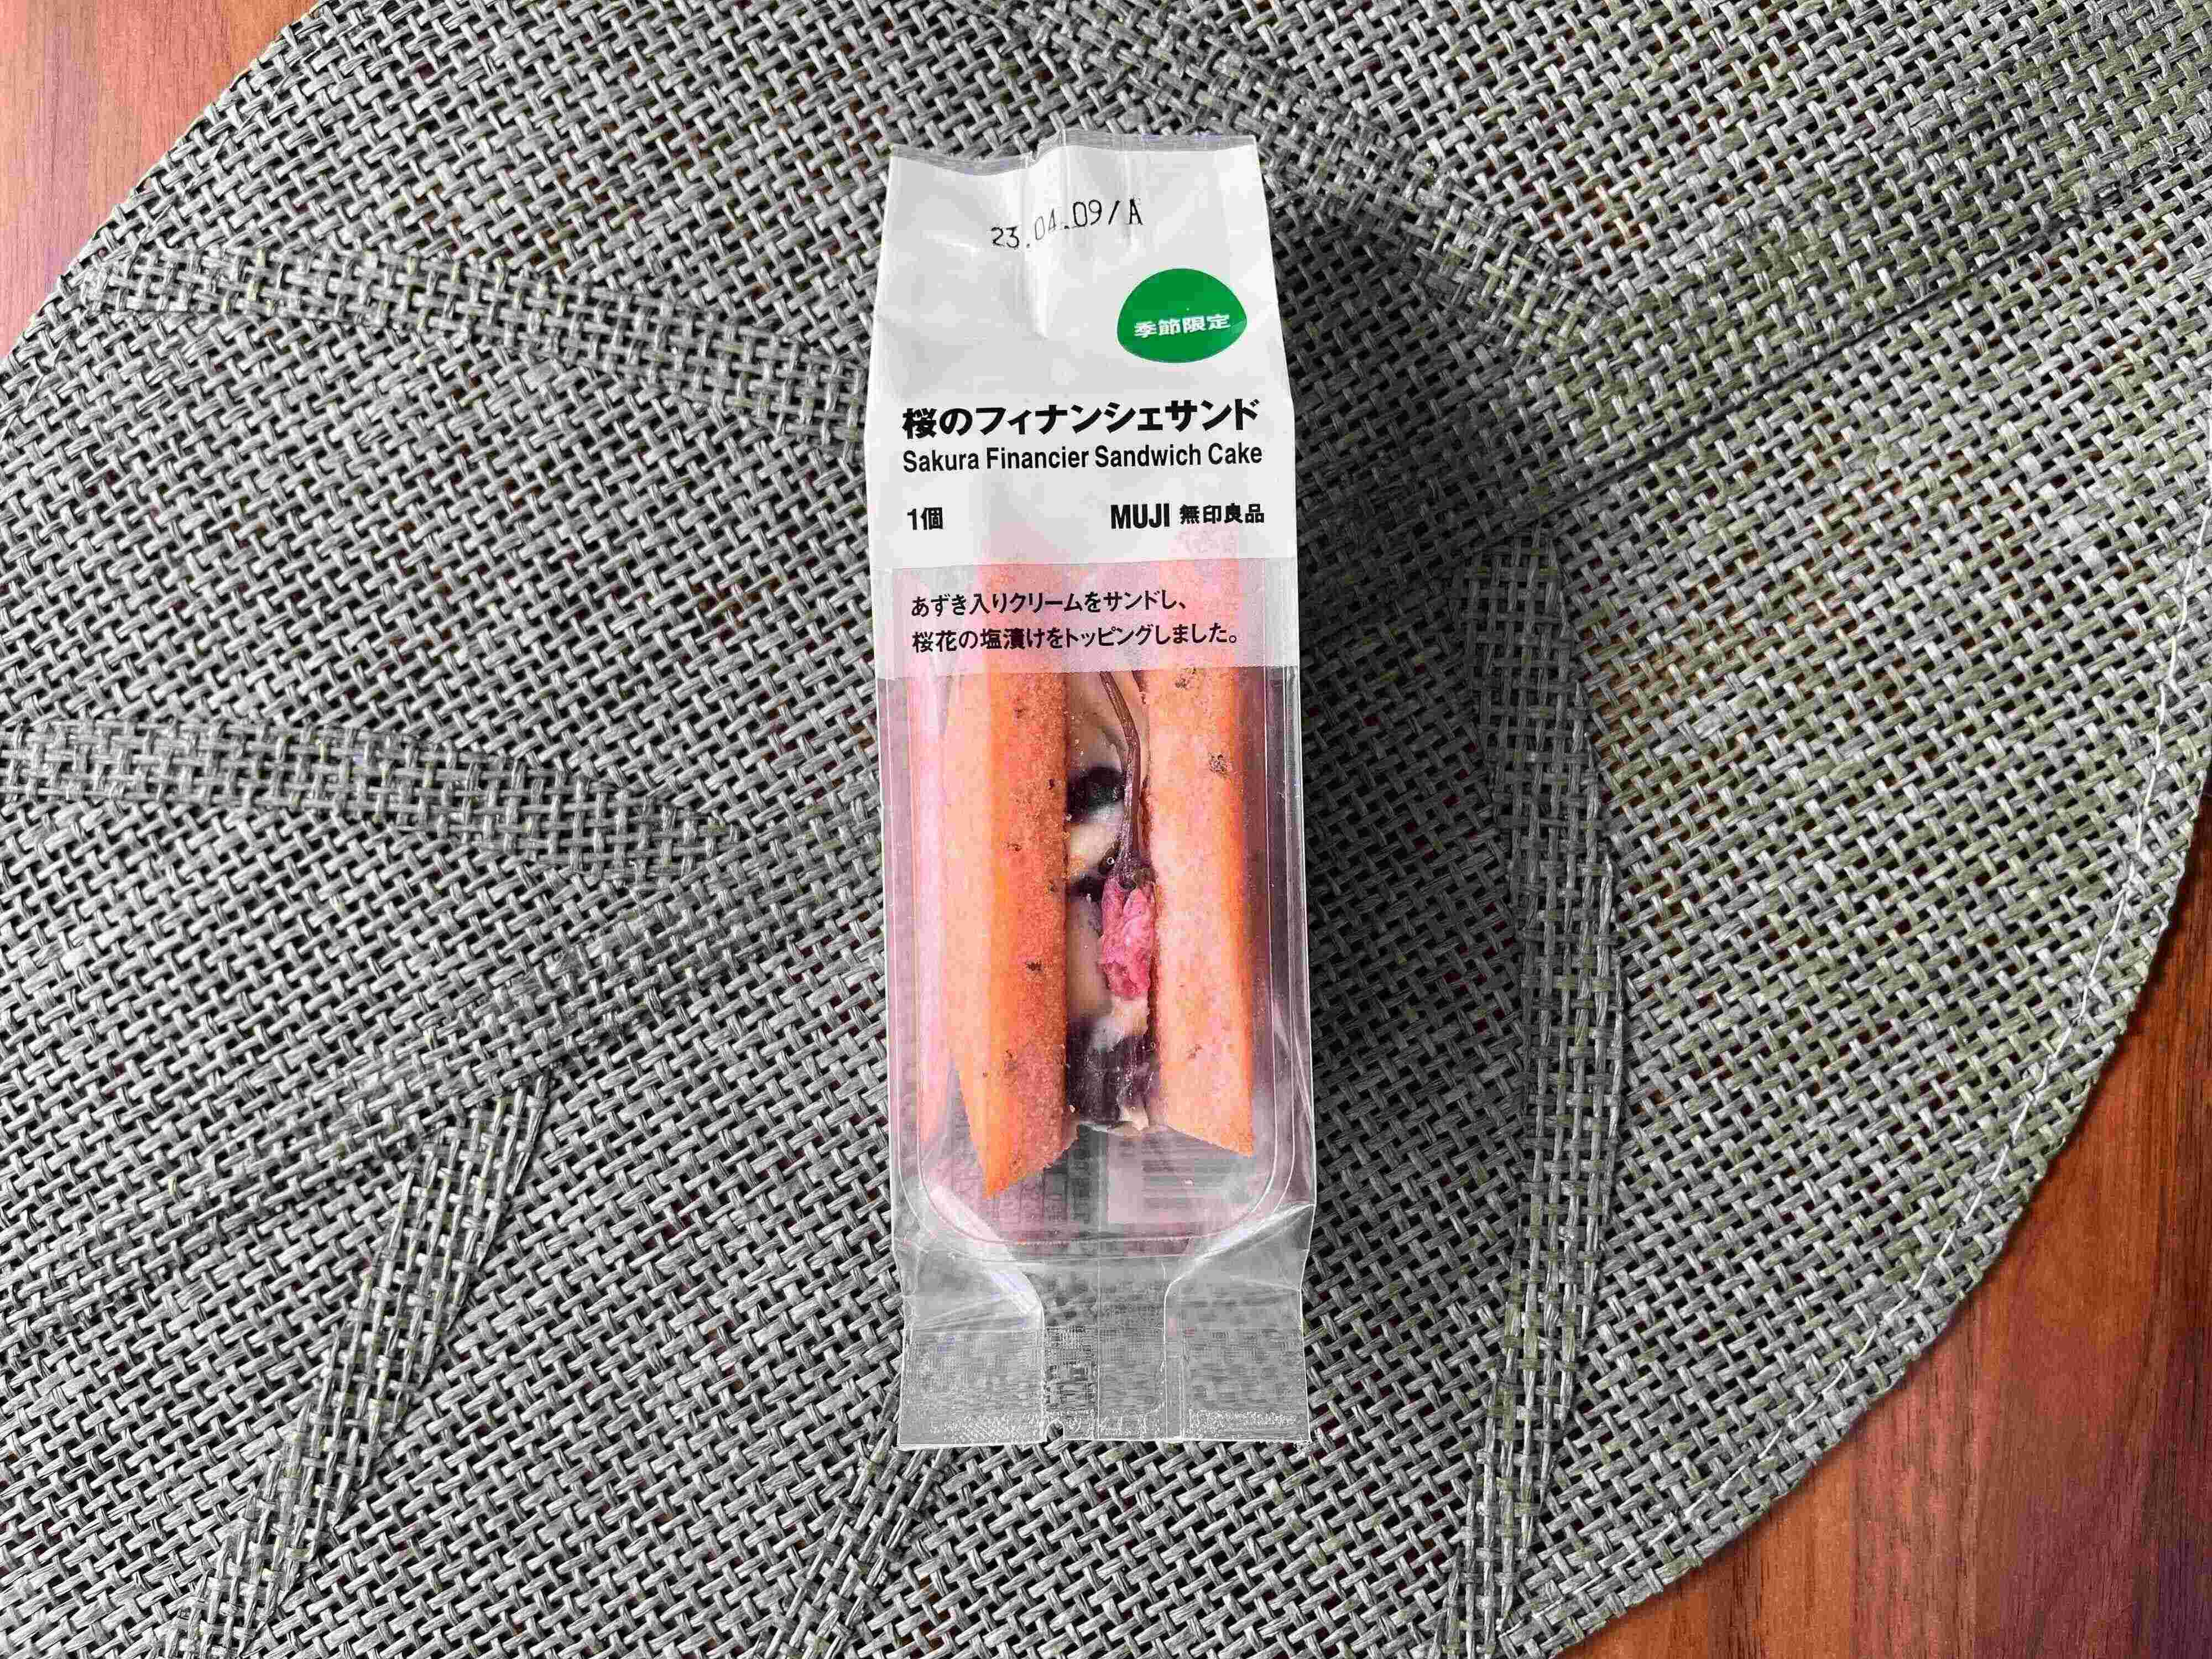 23.04.09/A
季節限定
桜のフィナンシェサンド
Sakura Financier Sandwich Cake
1個 MUJI 無印良品
あずき入りクリームをサンドし、
桜花の塩漬けをトッピングしました。